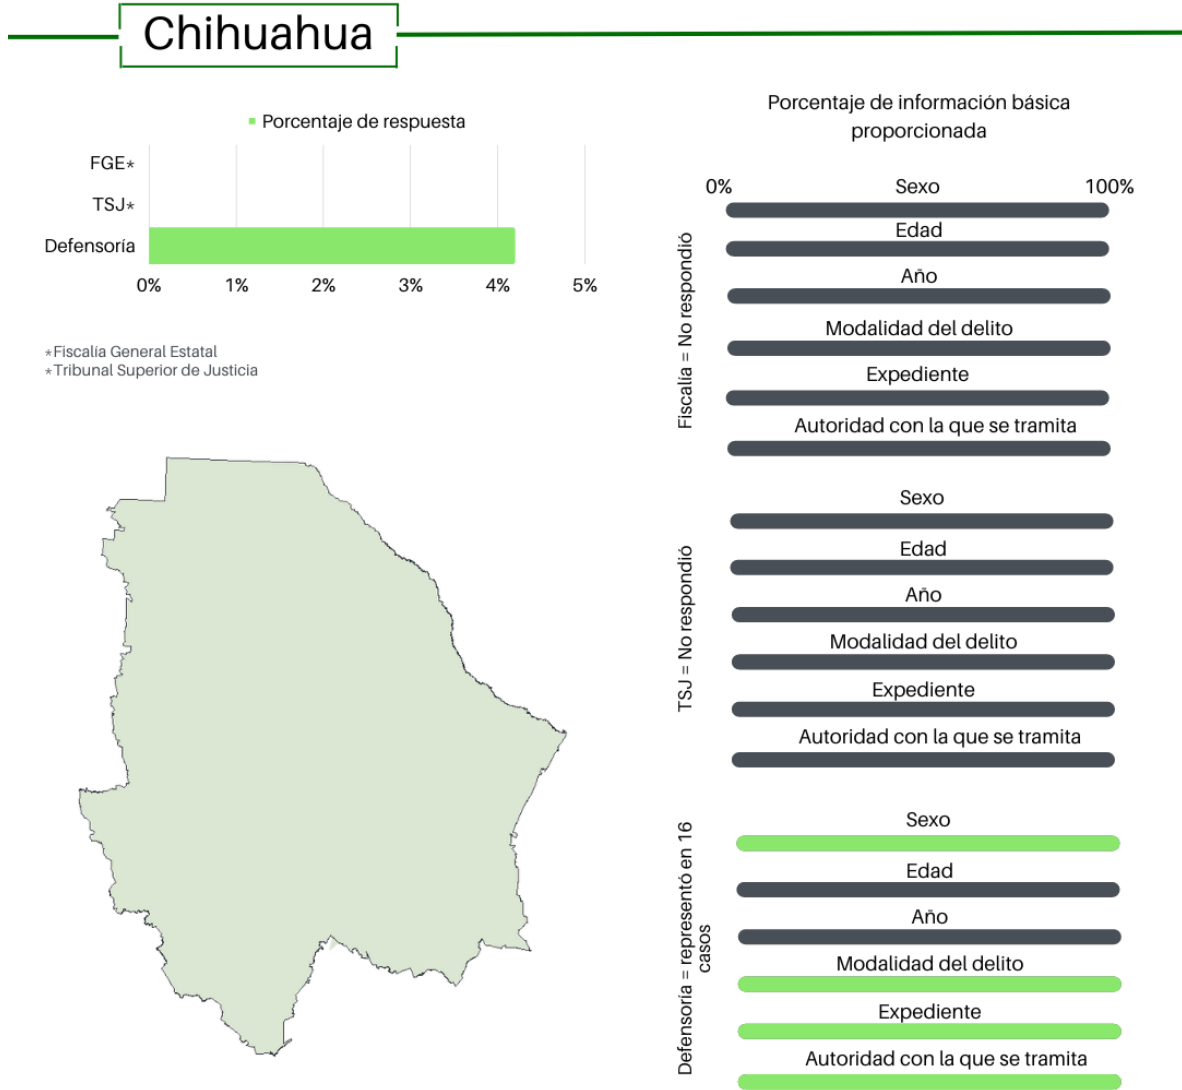 Chihuahua
Porcentaje de respuesta
FGE*
TSJ*
Defensoría
0% 1% 2% 3% 4% 5%
*Fiscalía General Estatal
*Tribunal Superior de Justicia
Porcentaje de información básica
proporcionada
0% Sexo 100%
Edad
Año
Modalidad del delito
Expediente
Autoridad con la que se tramita
Fiscalía = No respondió
Sexo
Edad
Año
Modalidad del delito
Expediente
Autoridad con la que se tramita
TSJ = No respondió
Sexo
Edad
Año
Modalidad del delito
Expediente
Autoridad con la que se tramita
Defensoría = representó en 16
casos